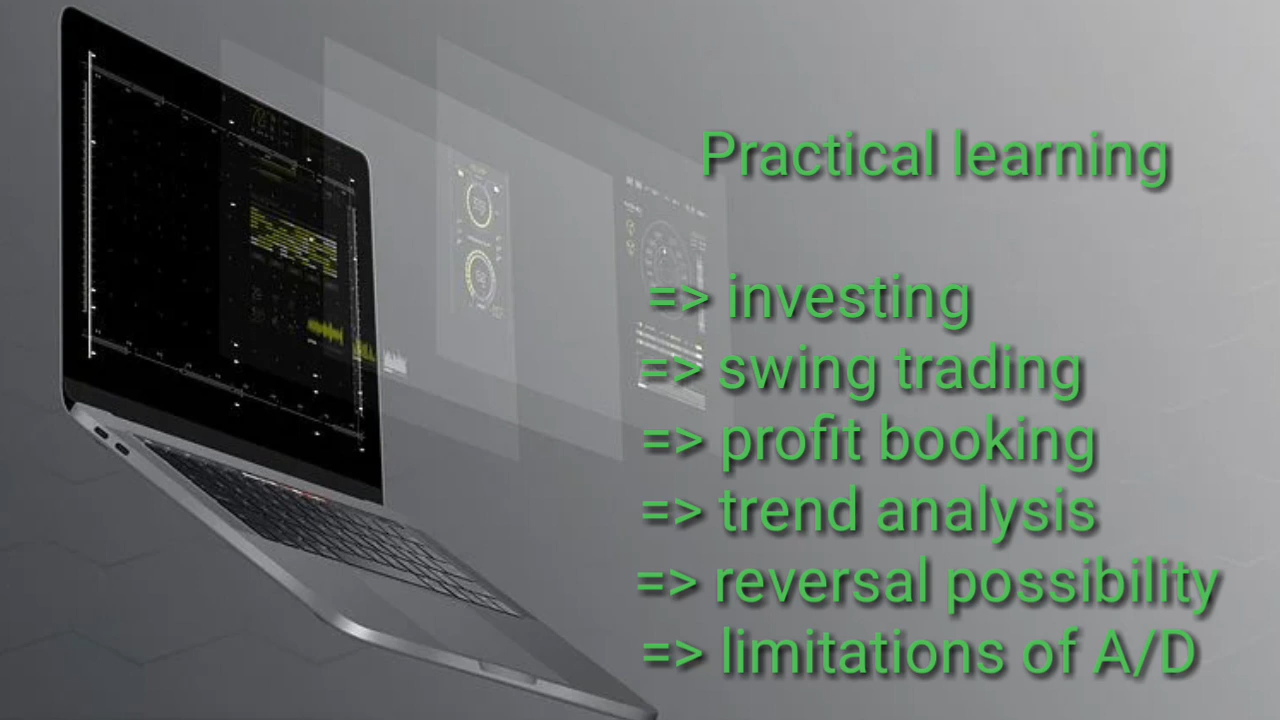 Practical learning
=> investing
=> swing trading
=> profit booking
=> trend analysis
=> reversal possibility
=> limitations of A/D